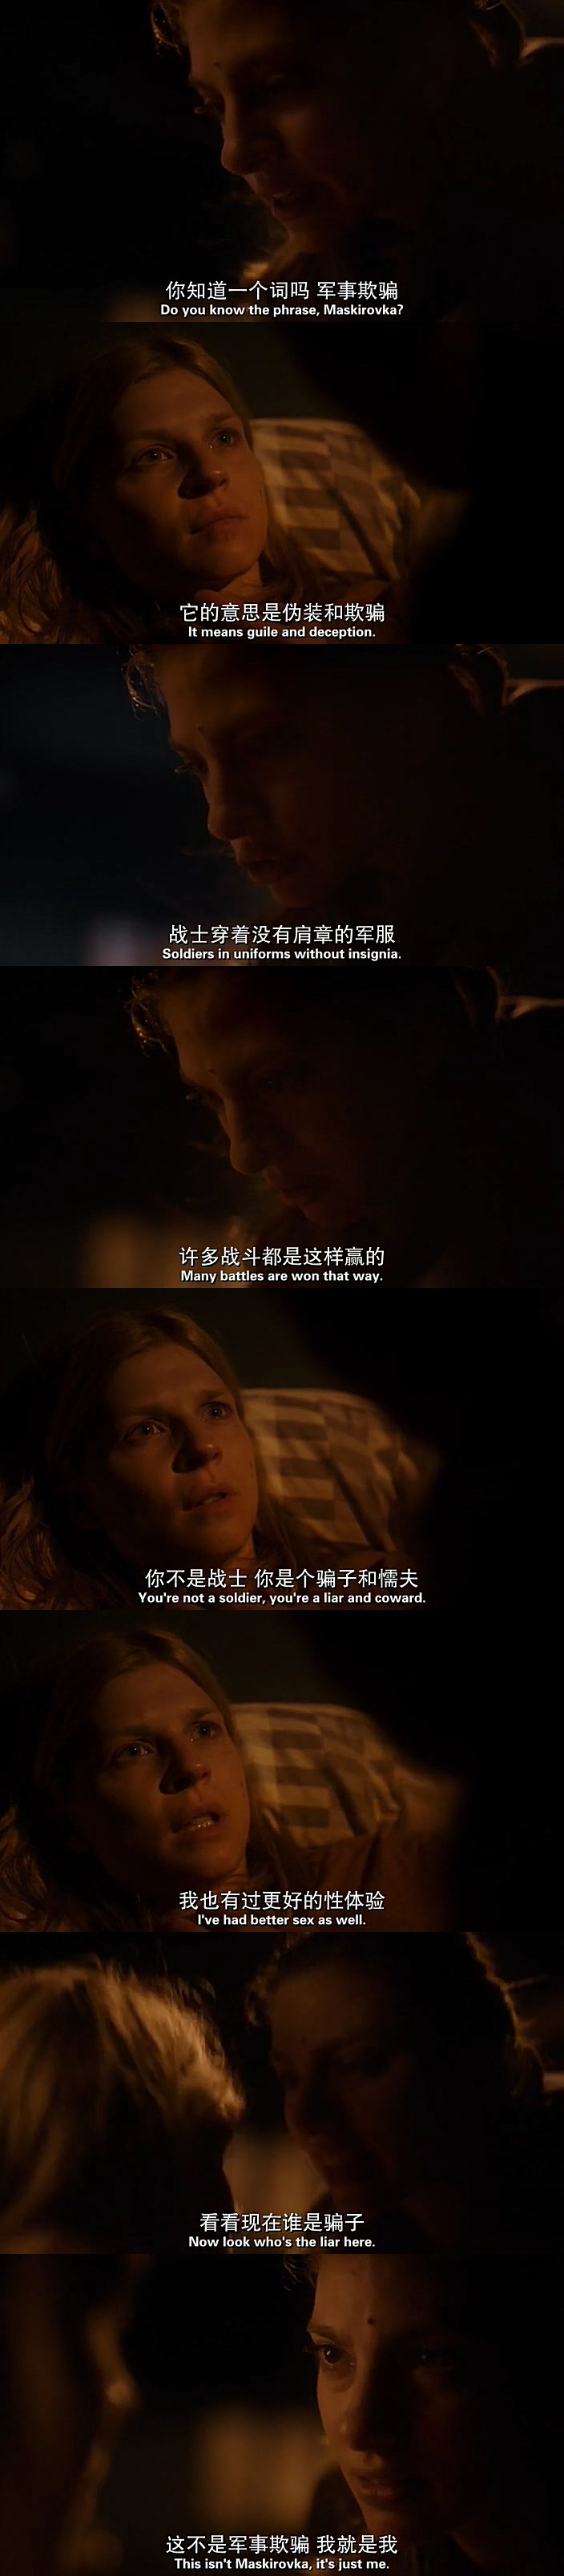 你知道一个词吗 军事欺骗
Do you know the phrase, Maskirovka?
它的意思是伪装和欺骗
It means guile and deception.
战士穿着没有肩章的军服
Soldiers in uniforms without insignia.
许多战斗都是这样赢的
Many battles are won that way.
你不是战士 你是个骗子和懦夫
You're not a soldier, you're a liar and coward.
我也有过更好的性体验
I've had better sex as well.
看看现在谁是骗子
Now look who's the liar here.
这不是军事欺骗 我就是我
This isn't Maskirovka, it's just me.